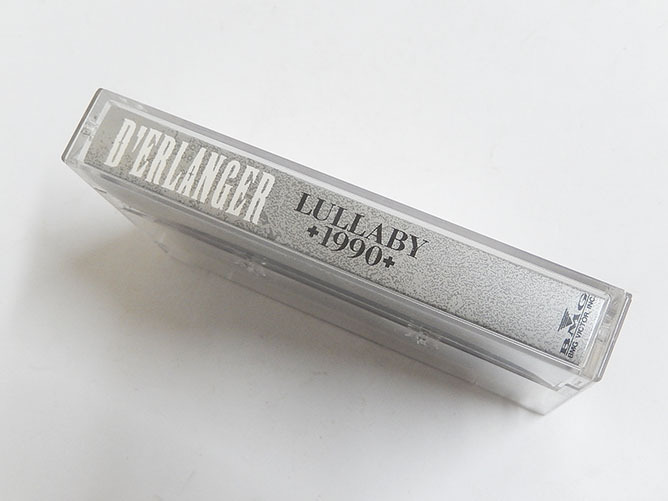 D'ERLANGER
LULLABY
+1990+
BMG
BMG VICTOR, INC.